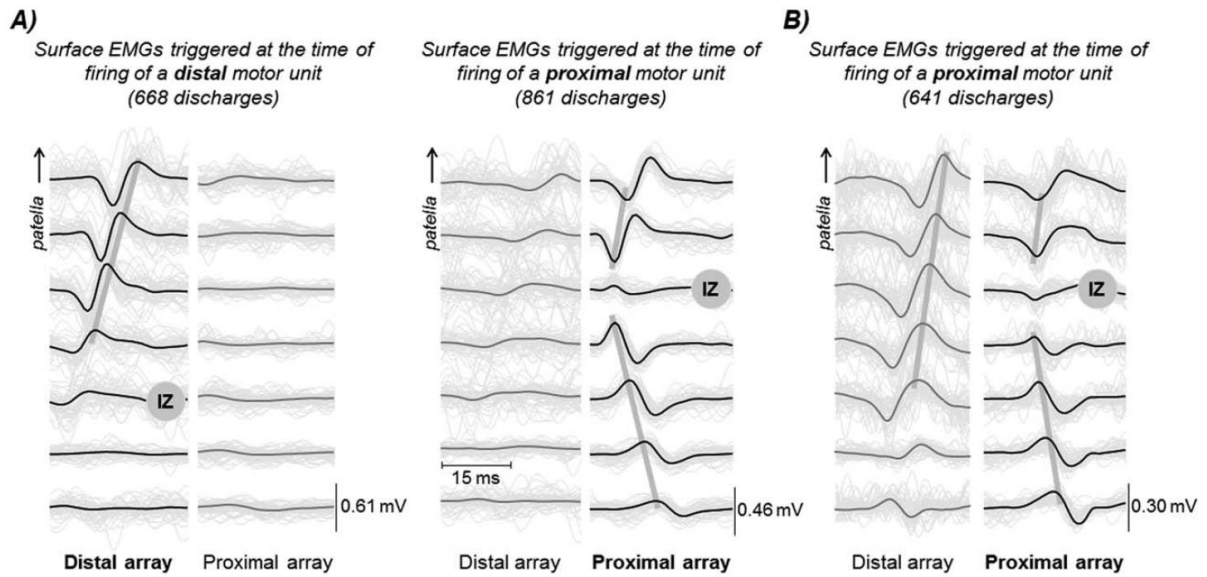 A)
Surface EMGs triggered at the time of
firing of a distal motor unit
(668 discharges)
patella
IZ
0.61 mV
Distal array
Proximal array
Surface EMGs triggered at the time of
firing of a proximal motor unit
(861 discharges)
patella
IZ
15 ms
0.46 mV
Distal array
Proximal array
B)
Surface EMGs triggered at the time of
firing of a proximal motor unit
(641 discharges)
patella
IZ
0.30 mV
Distal array
Proximal array